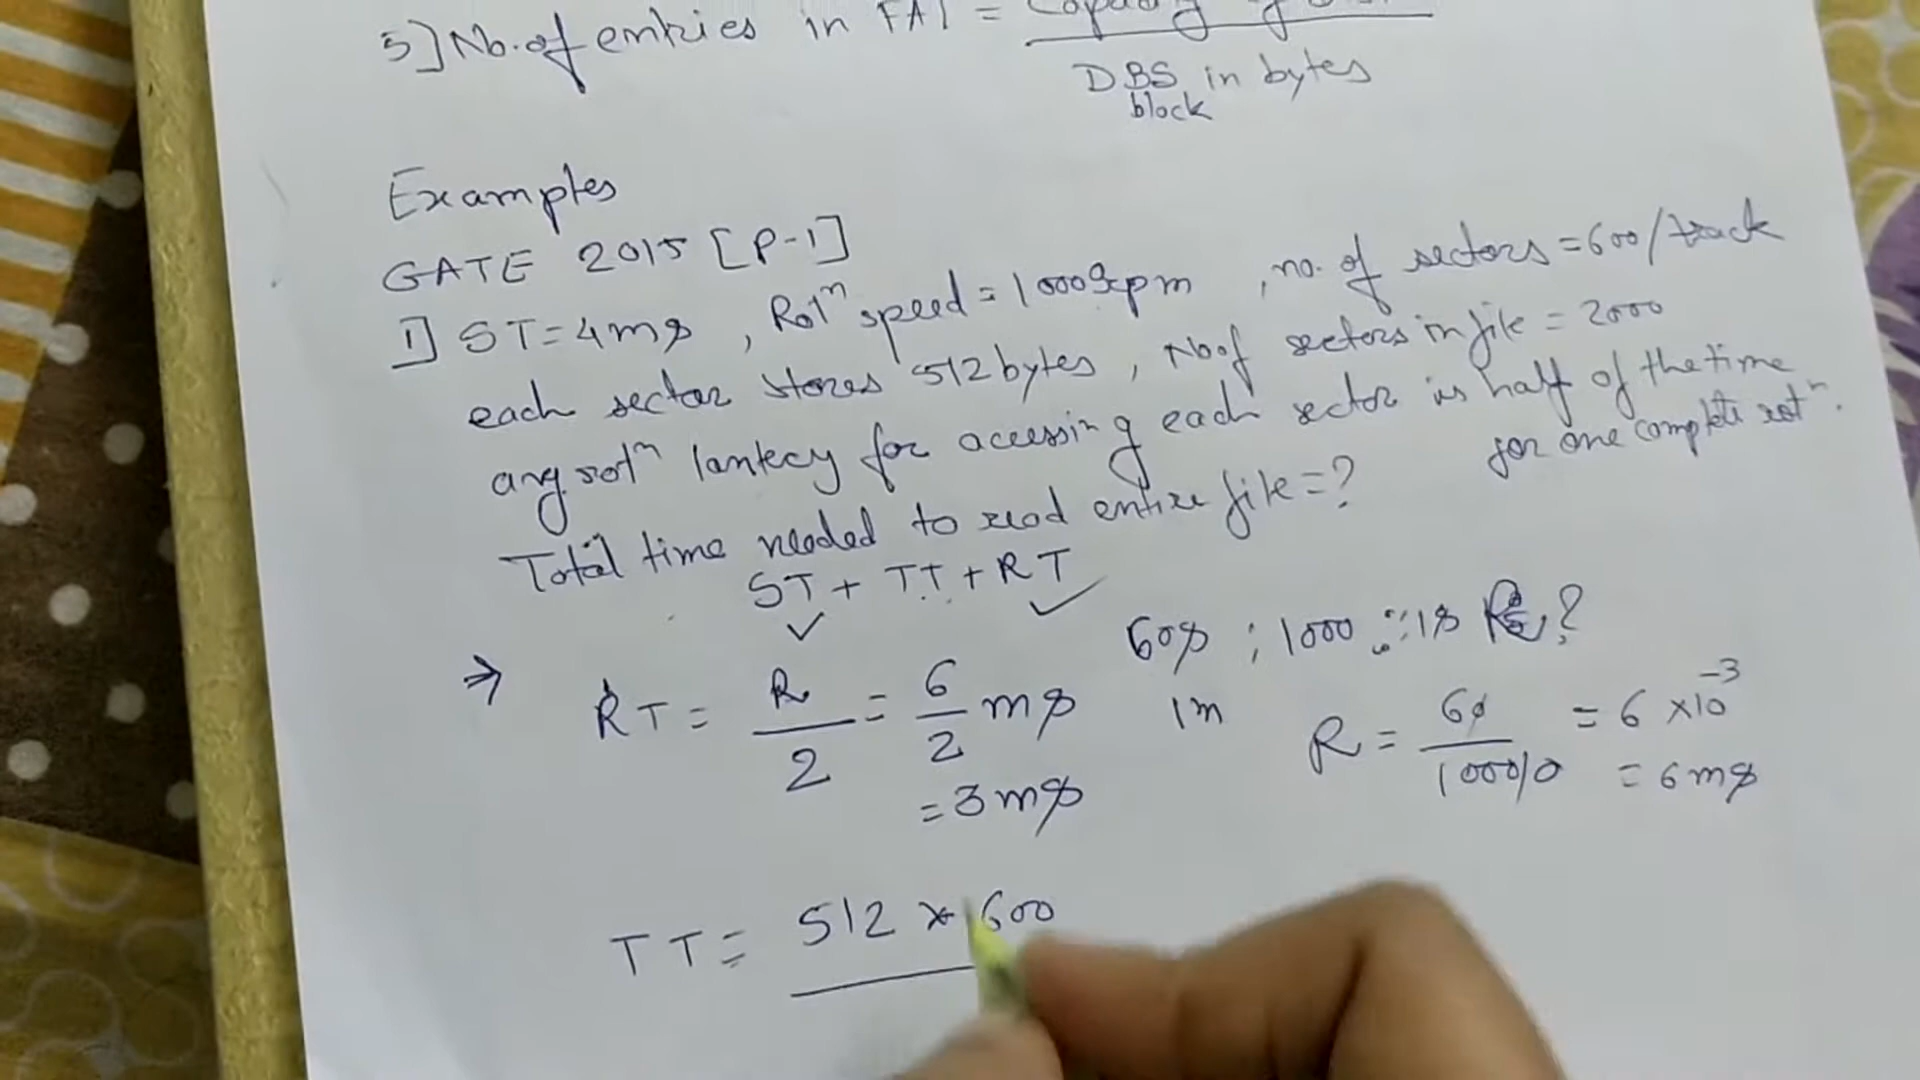 5] No. of entries in FAT =
DBS in bytes
block
Examples
GATE 2015 [P-1]
1] ST = 4ms , Rotⁿ speed = 10000rpm , no. of sectors = 600/track
each sector stores 512 bytes , No of sectors in file = 2000
avg rotⁿ lantecy for acessing each sector is half of the time
for one complete rotⁿ.
Total time needed to read entire file = ?
ST + TT + RT
60s ; 1000 :: 1s
1m
⇒ RT = R/2 = 6/2 ms
= 3ms
R = 60/10000 = 6 × 10⁻³
= 6ms
TT = 512 * 600